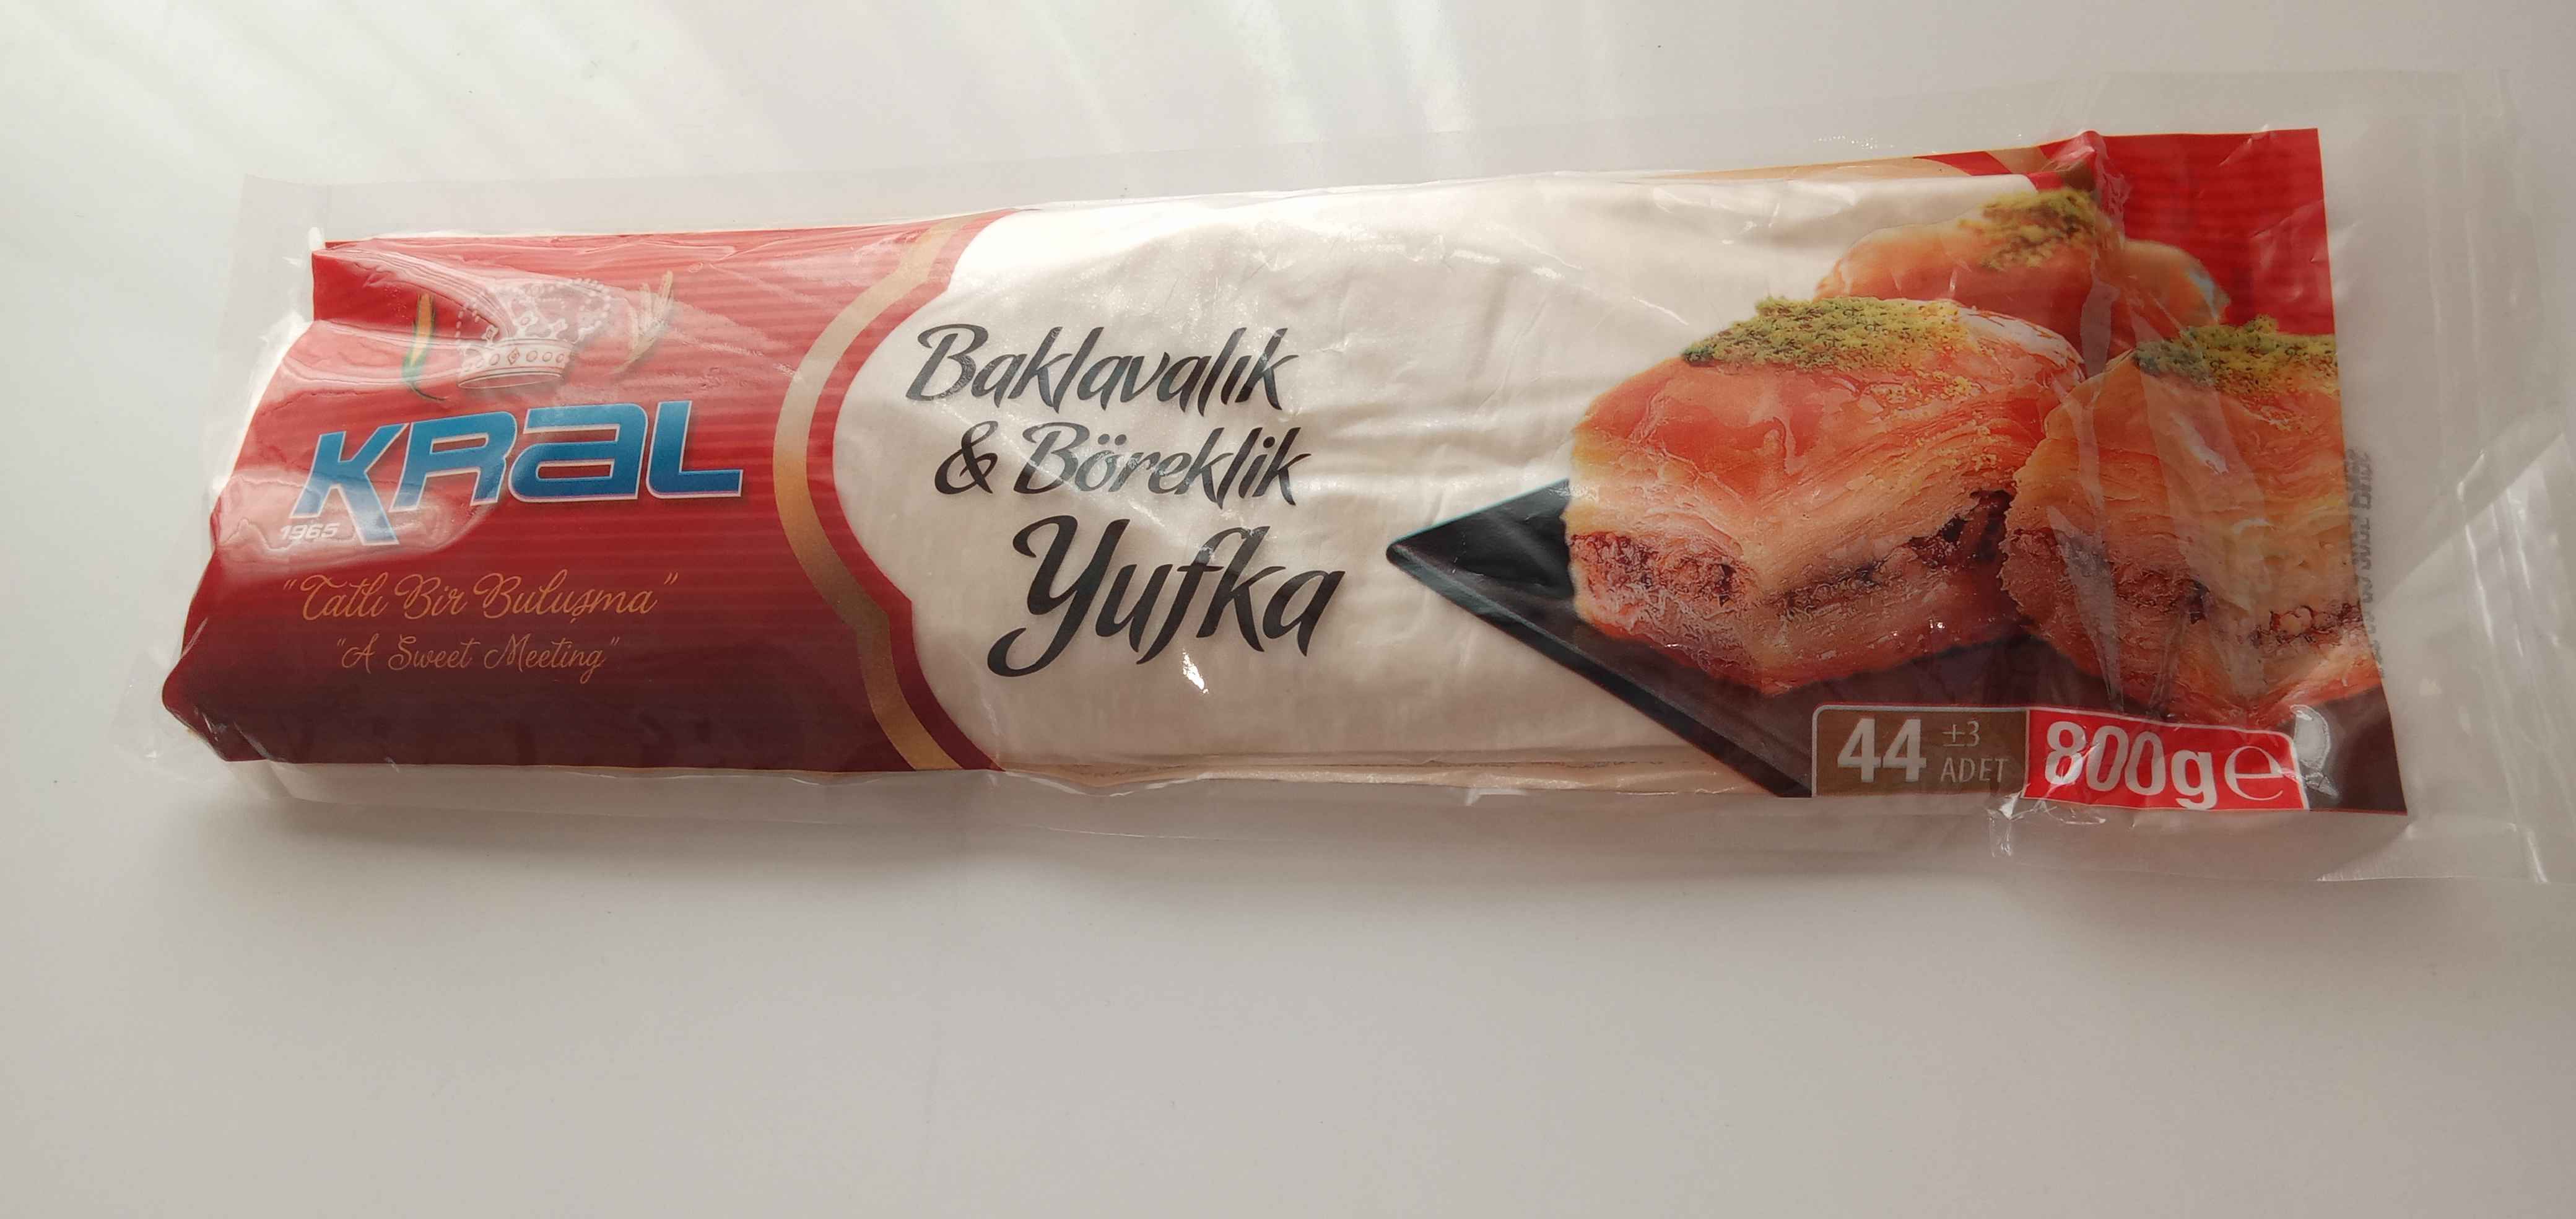 KRAL
1965
"Tatlı Bir Buluşma"
"A Sweet Meeting"
Baklavalık
& Böreklik
Yufka
44 ±3 ADET
800g e